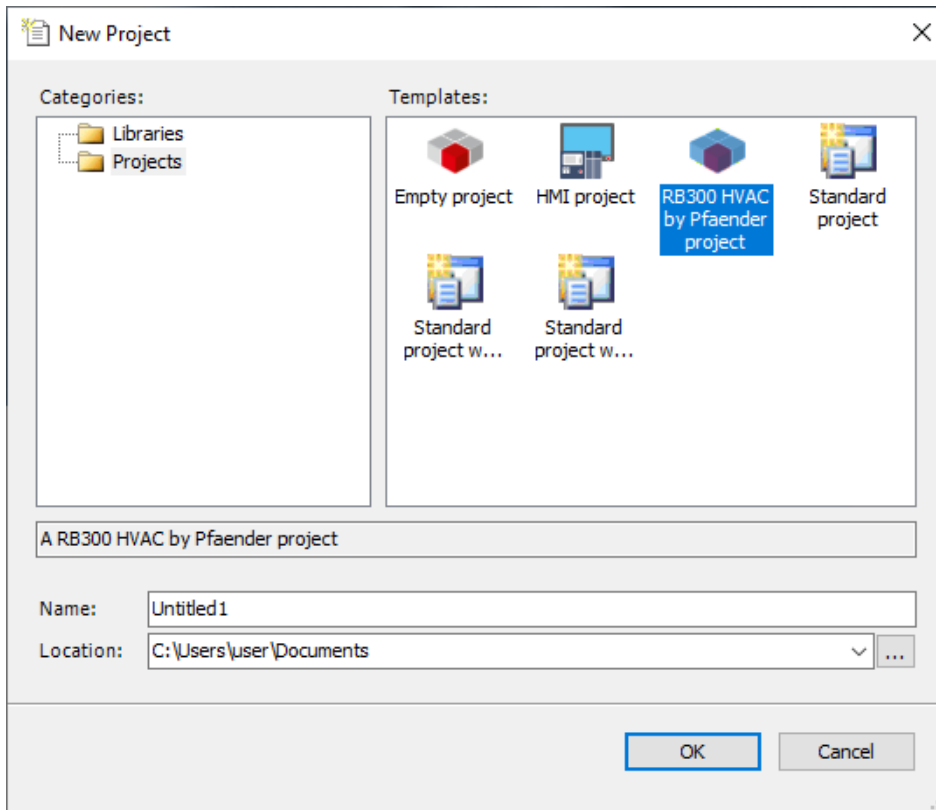 New Project
Categories:
Templates:
Libraries
Projects
Empty project
HMI project
RB300 HVAC
by Pfaender
project
Standard
project
Standard
project w...
Standard
project w...
A RB300 HVAC by Pfaender project
Name:
Untitled1
Location:
C:\Users\user\Documents
...
OK
Cancel